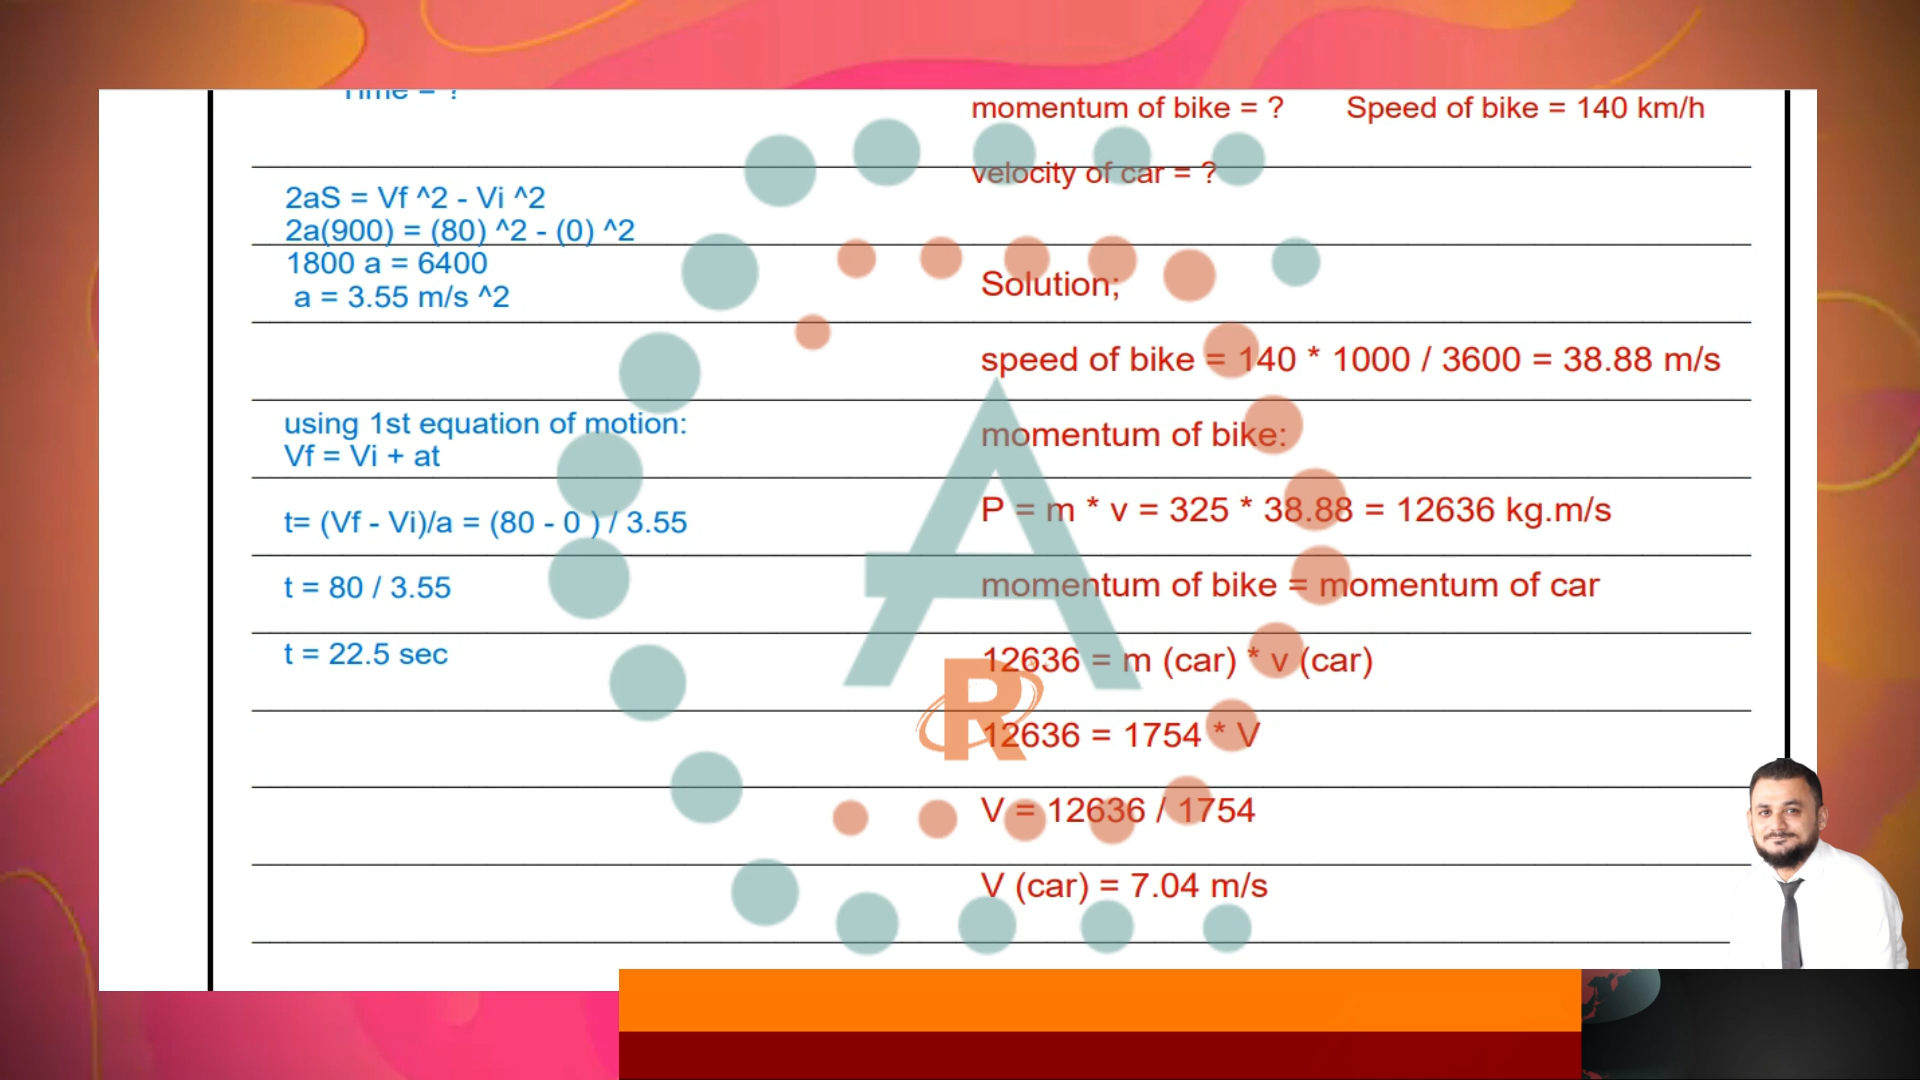 Time = ?
2aS = Vf ^2 - Vi ^2
2a(900) = (80) ^2 - (0) ^2
1800 a = 6400
a = 3.55 m/s ^2
using 1st equation of motion:
Vf = Vi + at
t= (Vf - Vi)/a = (80 - 0 ) / 3.55
t = 80 / 3.55
t = 22.5 sec
momentum of bike = ? Speed of bike = 140 km/h
velocity of car = ?
Solution;
speed of bike = 140 * 1000 / 3600 = 38.88 m/s
momentum of bike:
P = m * v = 325 * 38.88 = 12636 kg.m/s
momentum of bike = momentum of car
12636 = m (car) * v (car)
12636 = 1754 * V
V = 12636 / 1754
V (car) = 7.04 m/s
A
R